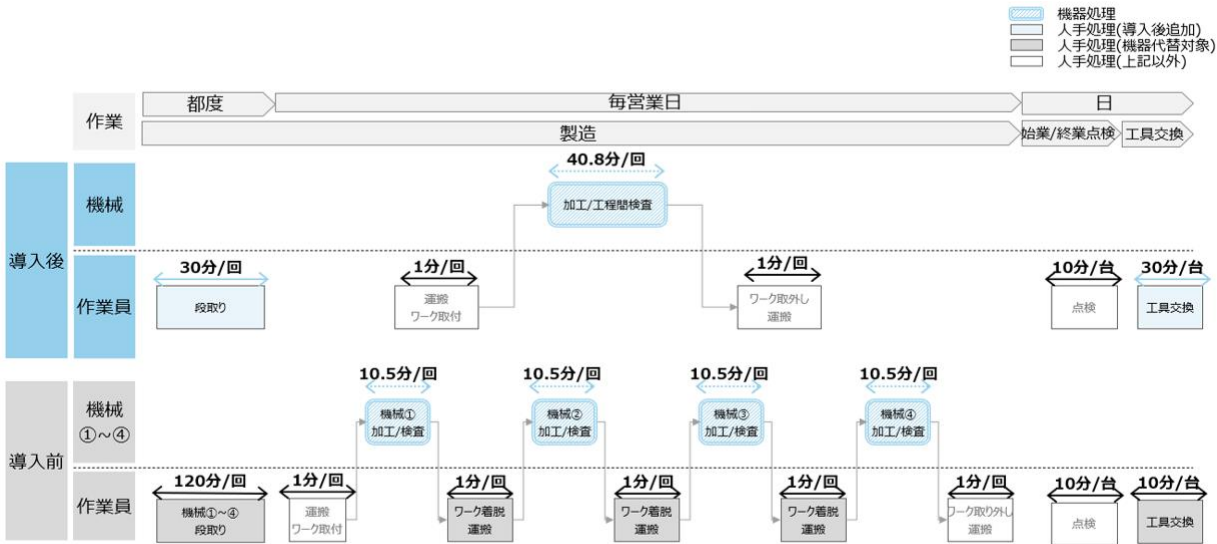 機器処理
人手処理(導入後追加)
人手処理(機器代替対象)
人手処理(上記以外)
作業
都度
毎営業日
日
製造
始業/終業点検
工具交換
導入後
機械
40.8分/回
加工/工程間検査
作業員
30分/回
段取り
1分/回
運搬
ワーク取付
1分/回
ワーク取外し
運搬
10分/台
点検
30分/台
工具交換
導入前
機械
①~④
10.5分/回
機械①
加工/検査
10.5分/回
機械②
加工/検査
10.5分/回
機械③
加工/検査
10.5分/回
機械④
加工/検査
作業員
120分/回
機械①~④
段取り
1分/回
運搬
ワーク取付
1分/回
ワーク着脱
運搬
1分/回
ワーク着脱
運搬
1分/回
ワーク着脱
運搬
1分/回
ワーク取り外し
運搬
10分/台
点検
10分/台
工具交換